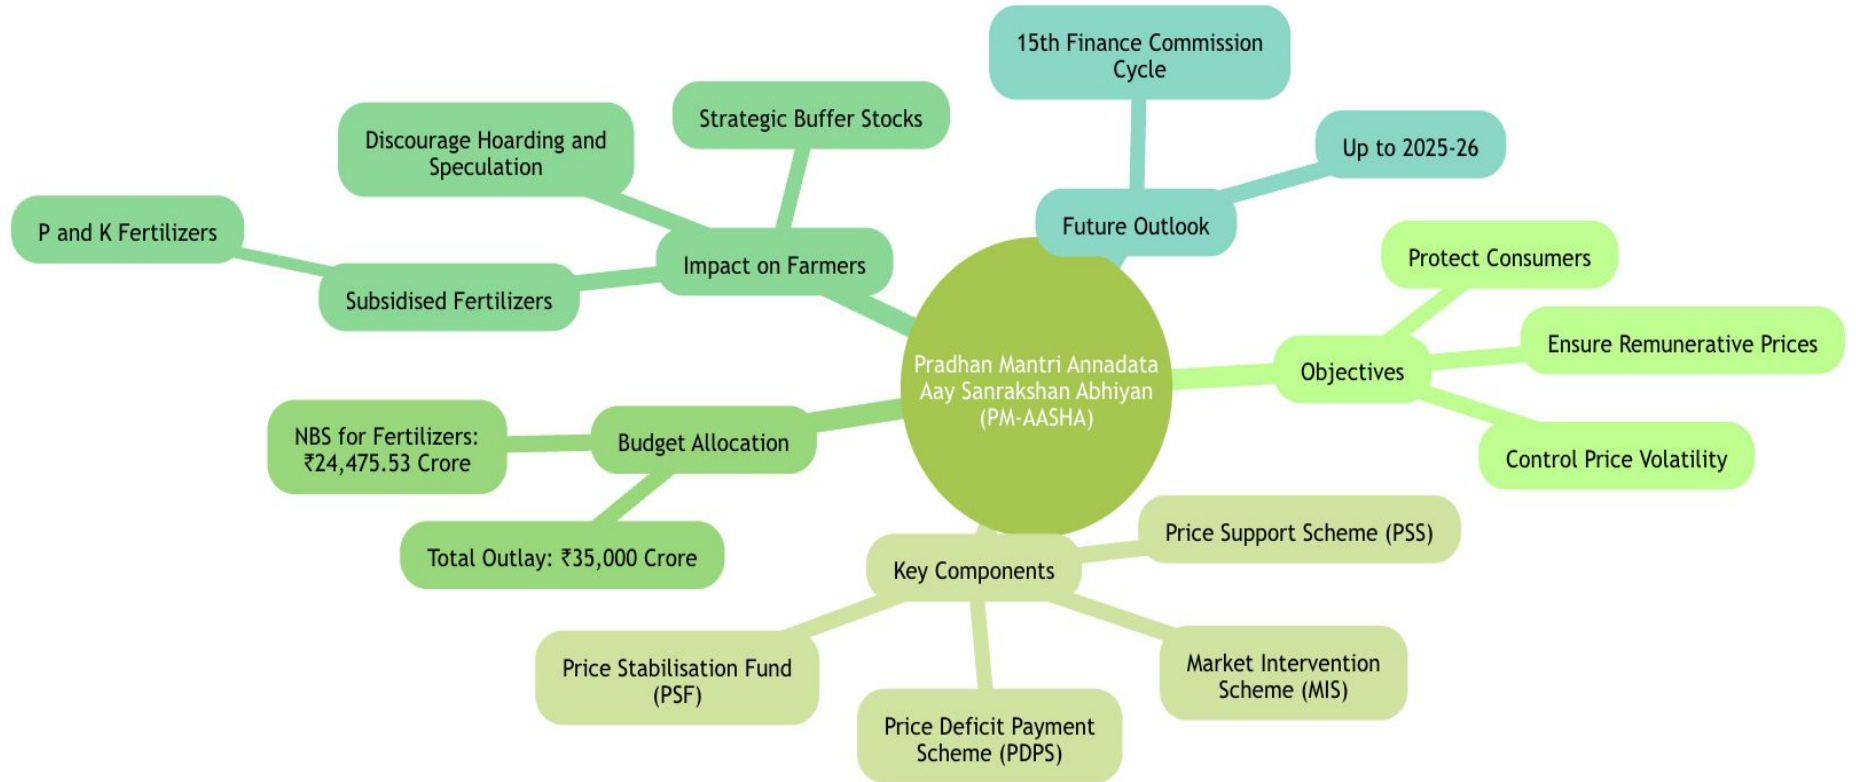 15th Finance Commission
Cycle
Up to 2025-26
Future Outlook
Strategic Buffer Stocks
Discourage Hoarding and
Speculation
P and K Fertilizers
Subsidised Fertilizers
Impact on Farmers
Protect Consumers
Ensure Remunerative Prices
Objectives
Control Price Volatility
Pradhan Mantri Annadata
Aay Sanrakshan Abhiyan
(PM-AASHA)
NBS for Fertilizers:
₹24,475.53 Crore
Budget Allocation
Total Outlay: ₹35,000 Crore
Price Support Scheme (PSS)
Key Components
Price Stabilisation Fund
(PSF)
Price Deficit Payment
Scheme (PDPS)
Market Intervention
Scheme (MIS)